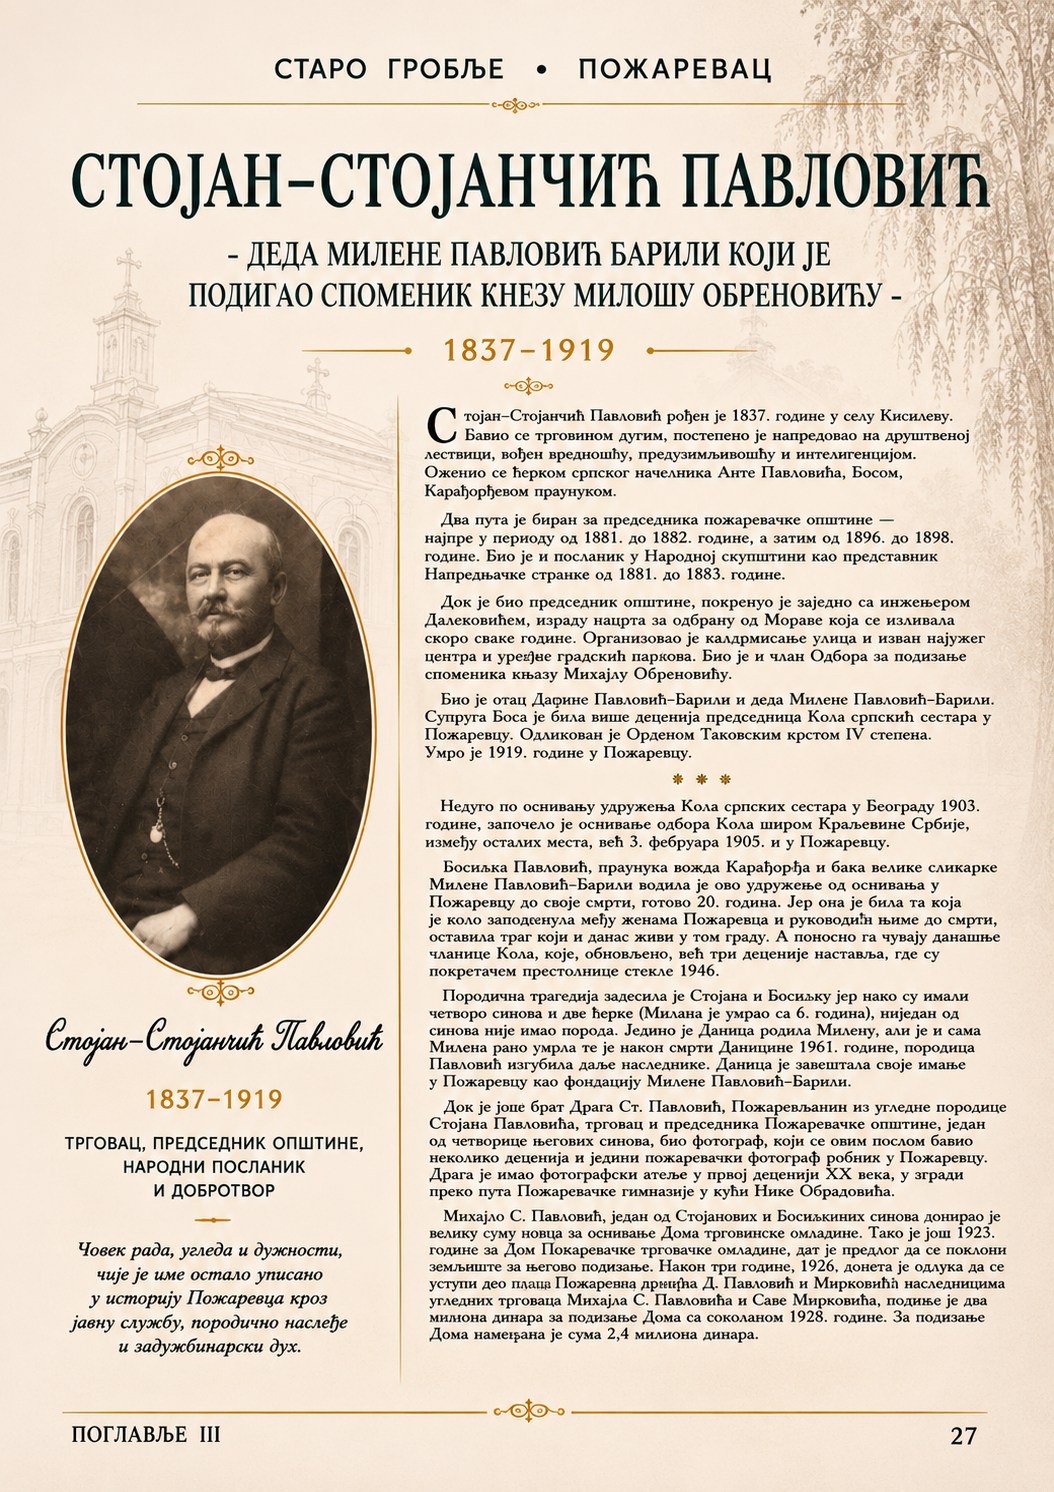 СТАРО ГРОБЉЕ • ПОЖАРЕВАЦ
СТОЈАН–СТОЈАНЧИЋ ПАВЛОВИЋ
- ДЕДА МИЛЕНЕ ПАВЛОВИЋ БАРИЛИ КОЈИ ЈЕ
ПОДИГАО СПОМЕНИК КНЕЗУ МИЛОШУ ОБРЕНОВИЋУ -
1837–1919
Стојан–Стојанчић Павловић рођен је 1837. године у селу Кисилеву.
Бавио се трговином дугим, постепено је напредовао на друштвеној
лествици, вођен вредношћу, предузимљивошћу и интелигенцијом.
Оженио се ћерком српског начелника Анте Павловића, Босом,
Карађорђевом праунуком.
Два пута је биран за председника пожаревачке општине —
најпре у периоду од 1881. до 1882. године, а затим од 1896. до 1898.
године. Био је и посланик у Народној скупштини као представник
Напредњачке странке од 1881. до 1883. године.
Док је био председник општине, покренуо је заједно са инжењером
Далековићем, израду нацрта за одбрану од Мораве која се изливала
скоро сваке године. Организовао је калдрмисање улица и изван најужег
центра и градских паркова. Био је и члан Одбора за подизање
споменика књазу Михајлу Обреновићу.
Био је отац Павловић–Барили и деда Милене Павловић–Барили.
Супруга Боса је била више деценија председница Кола српских сестара у
Пожаревцу. Одликован је Орденом Таковским крстом IV степена.
Умро је 1919. године у Пожаревцу.
Недуго по оснивању удружења Кола српских сестара у Београду 1903.
године, започело је оснивање одбора Кола широм Краљевине Србије,
између осталих места, већ 3. фебруара 1905. и у Пожаревцу.
Босиљка Павловић, праунука вожда и бака велике сликарке
Милене Павловић–Барили водила је ово удружење од оснивања у
Пожаревцу до своје смрти, готово 20. година. Јер она је била та која
је коло међу женама Пожаревца и њиме до смрти,
оставила траг који и данас живи у том граду. А поносно га чувају данашње
чланице Кола, које, обновљено, већ три деценије наставља, где су
покретачем престолнице стекле 1946.
Породична трагедија задесила је Стојана и Босиљку јер иако су имали
четворо синова и две ћерке (Милана је умрао са 6. година), ниједан од
синова није имао порода. Једино је Даница родила Милену, али је и сама
Милена рано умрла те је након смрти Даницине 1961. године, породица
Павловић изгубила даље наследнике. Даница је завештала своје имање
у Пожаревцу као фондацију Милене Павловић–Барили.
Док је брат Драга Ст. Павловић, Пожаревљанин из угледне породице
Стојана Павловића, трговац и председника Пожаревачке општине, један
од четворице његових синова, био фотограф, који се овим послом бавио
неколико деценија и једини пожаревачки фотограф робник у Пожаревцу.
Драга је имао фотографски атеље у првој деценији XX века, у згради
преко пута Пожаревачке гимназије у кући Нике Обрадовића.
Михајло С. Павловић, један од Стојанових и Босиљкиних синова донирао је
велику суму новца за оснивање Дома трговинске омладине. Тако је још 1923.
године за Дом Покаревачке трговачке омладине, дат је предлог да се поклони
земљиште за његово подизање. Након три године, 1926, донета је одлука да се
уступи део Д. Павловић и Мирковића наследницима
угледних трговаца Михајла С. Павловића и Саве Мирковића, подиње је два
милиона динара за подизање Дома са соколаном 1928. године. За подизање
Дома је сума 2,4 милиона динара.
Стојан–Стојанчић Павловић
1837–1919
ТРГОВАЦ, ПРЕДСЕДНИК ОПШТИНЕ,
НАРОДНИ ПОСЛАНИК
И ДОБРОТВОР
Човек рада, угледа и дужности,
чије је име остало уписано
у историју Пожаревца кроз
јавну службу, породично наслеђе
и задужбинарски дух.
ПОГЛАВЉЕ III
27